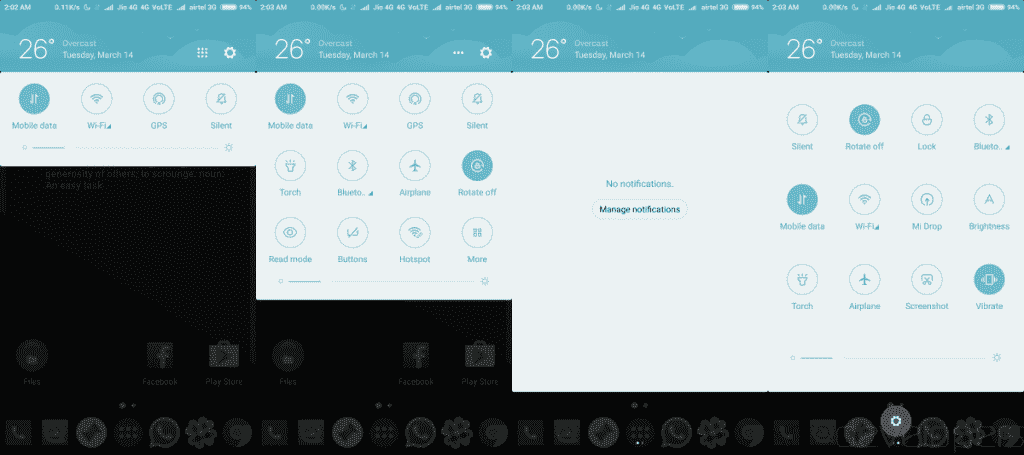 2:02 AM 0.11K/s Jio 4G 4G VoLTE airtel 3G 94%
26° Overcast
Tuesday, March 14
Mobile data Wi-Fi GPS Silent
generosity of others; to scrounge. noun:
An easy task
Files Facebook Play Store
2:03 AM 0.00K/s Jio 4G 4G VoLTE airtel 3G 94%
26° Overcast
Tuesday, March 14
Mobile data Wi-Fi GPS Silent
Torch Blueto.. Airplane Rotate off
Read mode Buttons Hotspot More
Files Facebook Play Store
2:03 AM 0.00K/s Jio 4G 4G VoLTE airtel 3G 94%
26° Overcast
Tuesday, March 14
No notifications.
Manage notifications
2:03 AM 0.00K/s Jio 4G 4G VoLTE airtel 3G 94%
26° Overcast
Tuesday, March 14
Silent Rotate off Lock Blueto..
Mobile data Wi-Fi Mi Drop Brightness
Torch Airplane Screenshot Vibrate